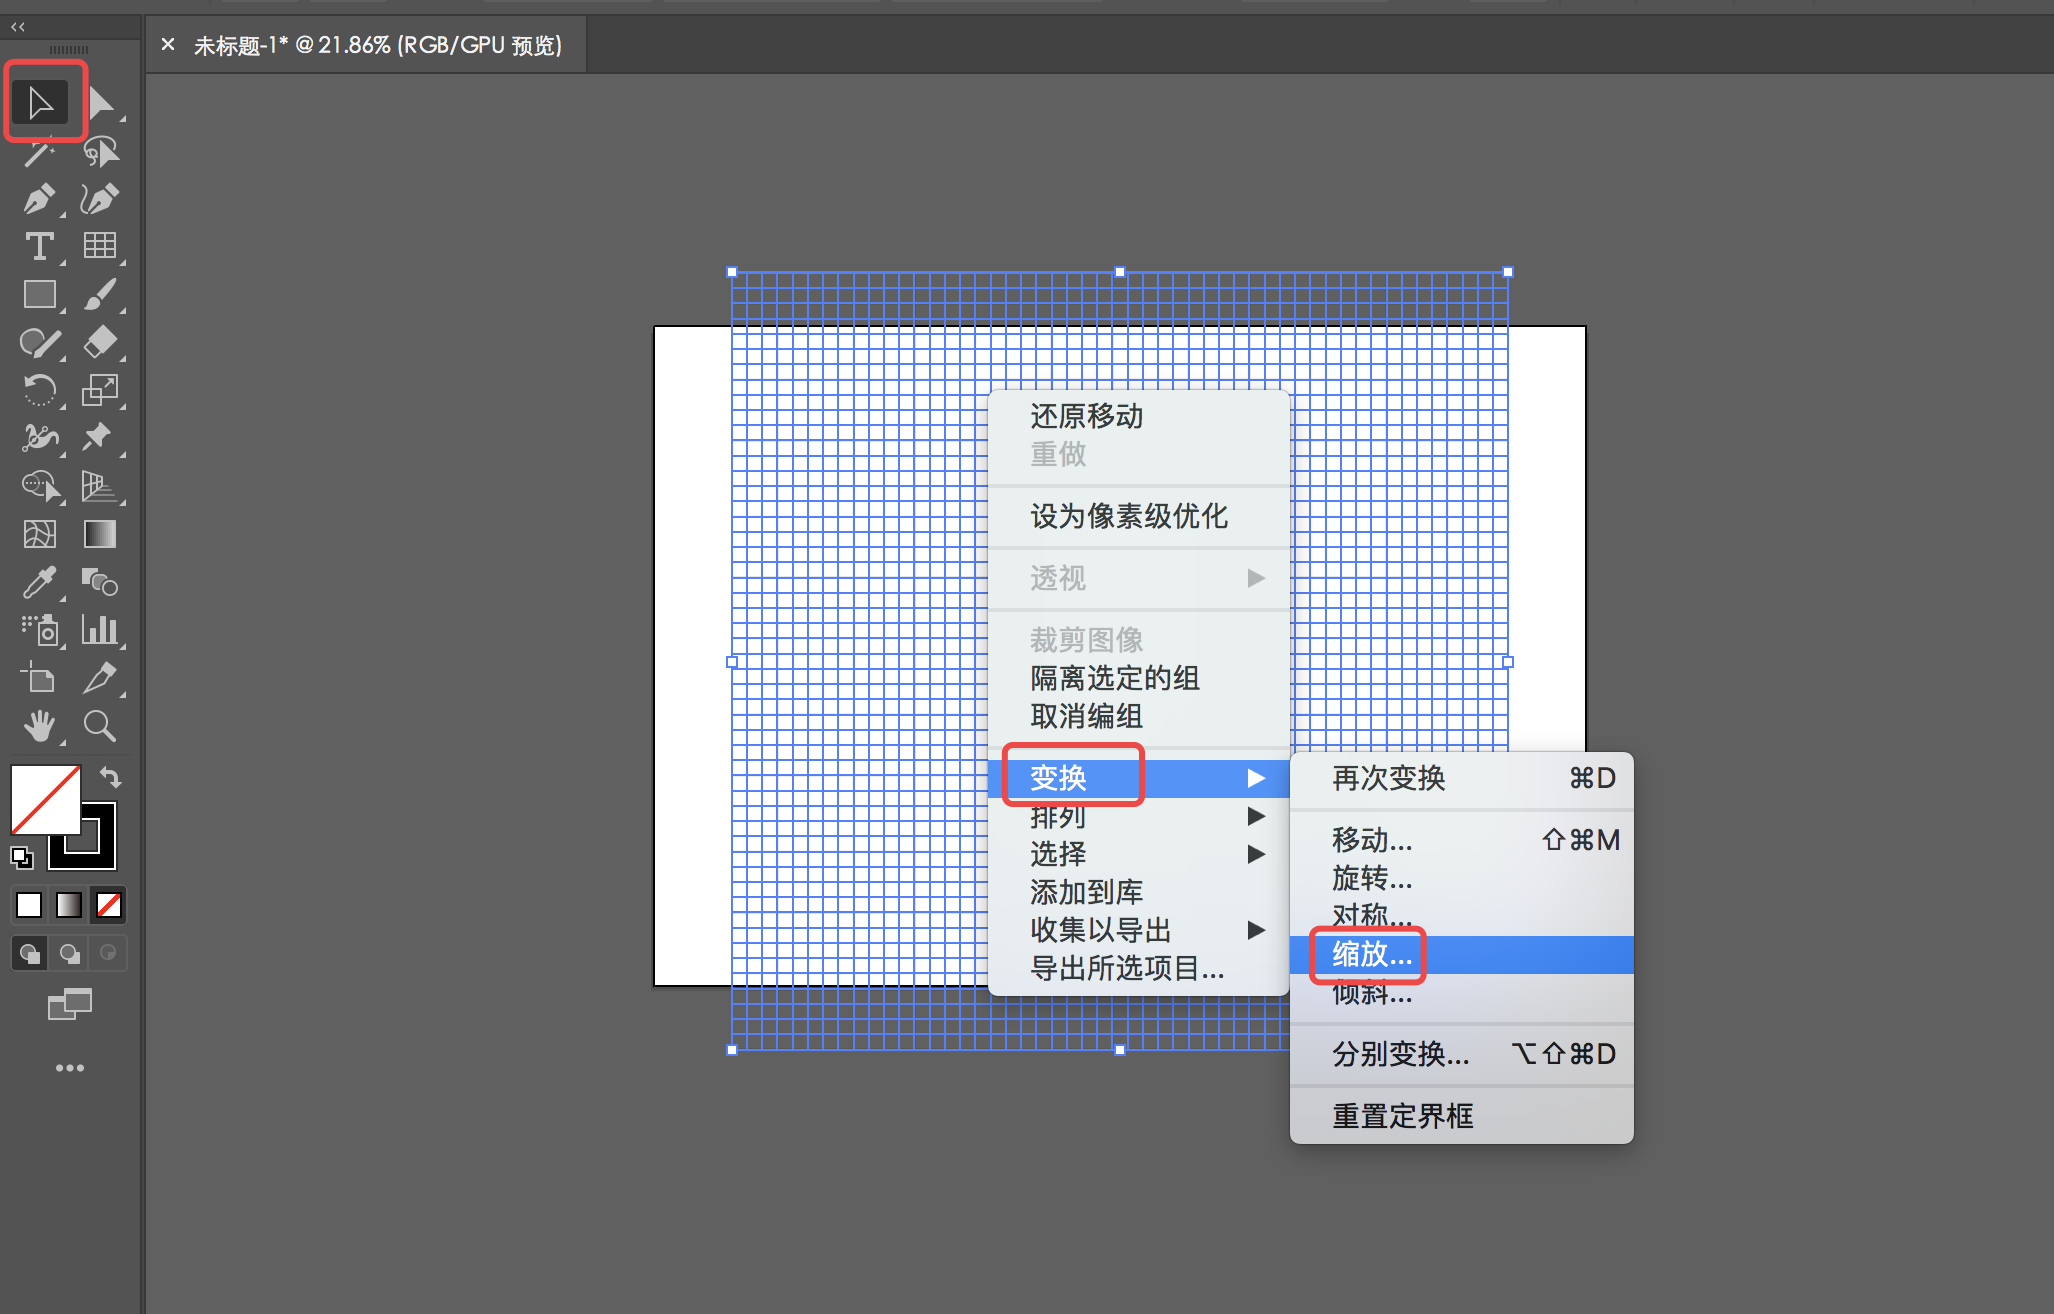 未标题-1* @ 21.86% (RGB/GPU 预览)
还原移动
重做
设为像素级优化
透视
裁剪图像
隔离选定的组
取消编组
变换
排列
选择
添加到库
收集以导出
导出所选项目...
再次变换 ⌘D
移动... ⇧⌘M
旋转...
对称...
缩放...
倾斜...
分别变换... ⌥⇧⌘D
重置定界框